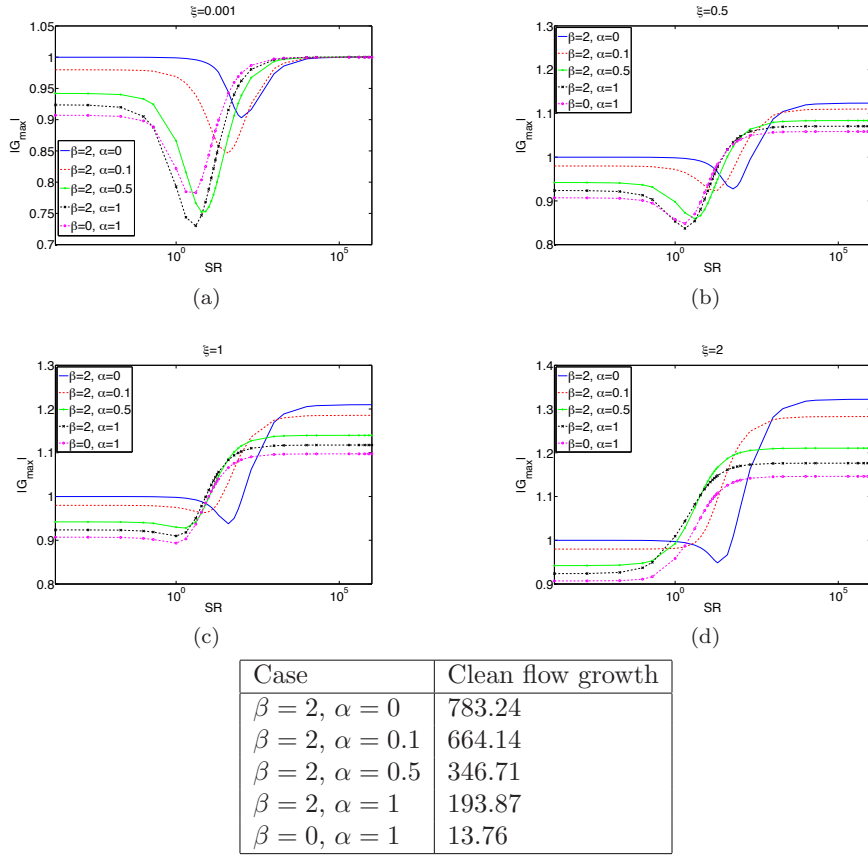 ξ=0.001
1.05
1
0.95
0.9
0.85
0.8
0.75
0.7
|G_max|
β=2, α=0
β=2, α=0.1
β=2, α=0.5
β=2, α=1
β=0, α=1
10^0
10^5
SR
(a)
ξ=0.5
1.3
1.2
1.1
1
0.9
0.8
|G_max|
β=2, α=0
β=2, α=0.1
β=2, α=0.5
β=2, α=1
β=0, α=1
10^0
10^5
SR
(b)
ξ=1
1.3
1.2
1.1
1
0.9
0.8
|G_max|
β=2, α=0
β=2, α=0.1
β=2, α=0.5
β=2, α=1
β=0, α=1
10^0
10^5
SR
(c)
ξ=2
1.4
1.3
1.2
1.1
1
0.9
|G_max|
β=2, α=0
β=2, α=0.1
β=2, α=0.5
β=2, α=1
β=0, α=1
10^0
10^5
SR
(d)
Case Clean flow growth
β = 2, α = 0 783.24
β = 2, α = 0.1 664.14
β = 2, α = 0.5 346.71
β = 2, α = 1 193.87
β = 0, α = 1 13.76